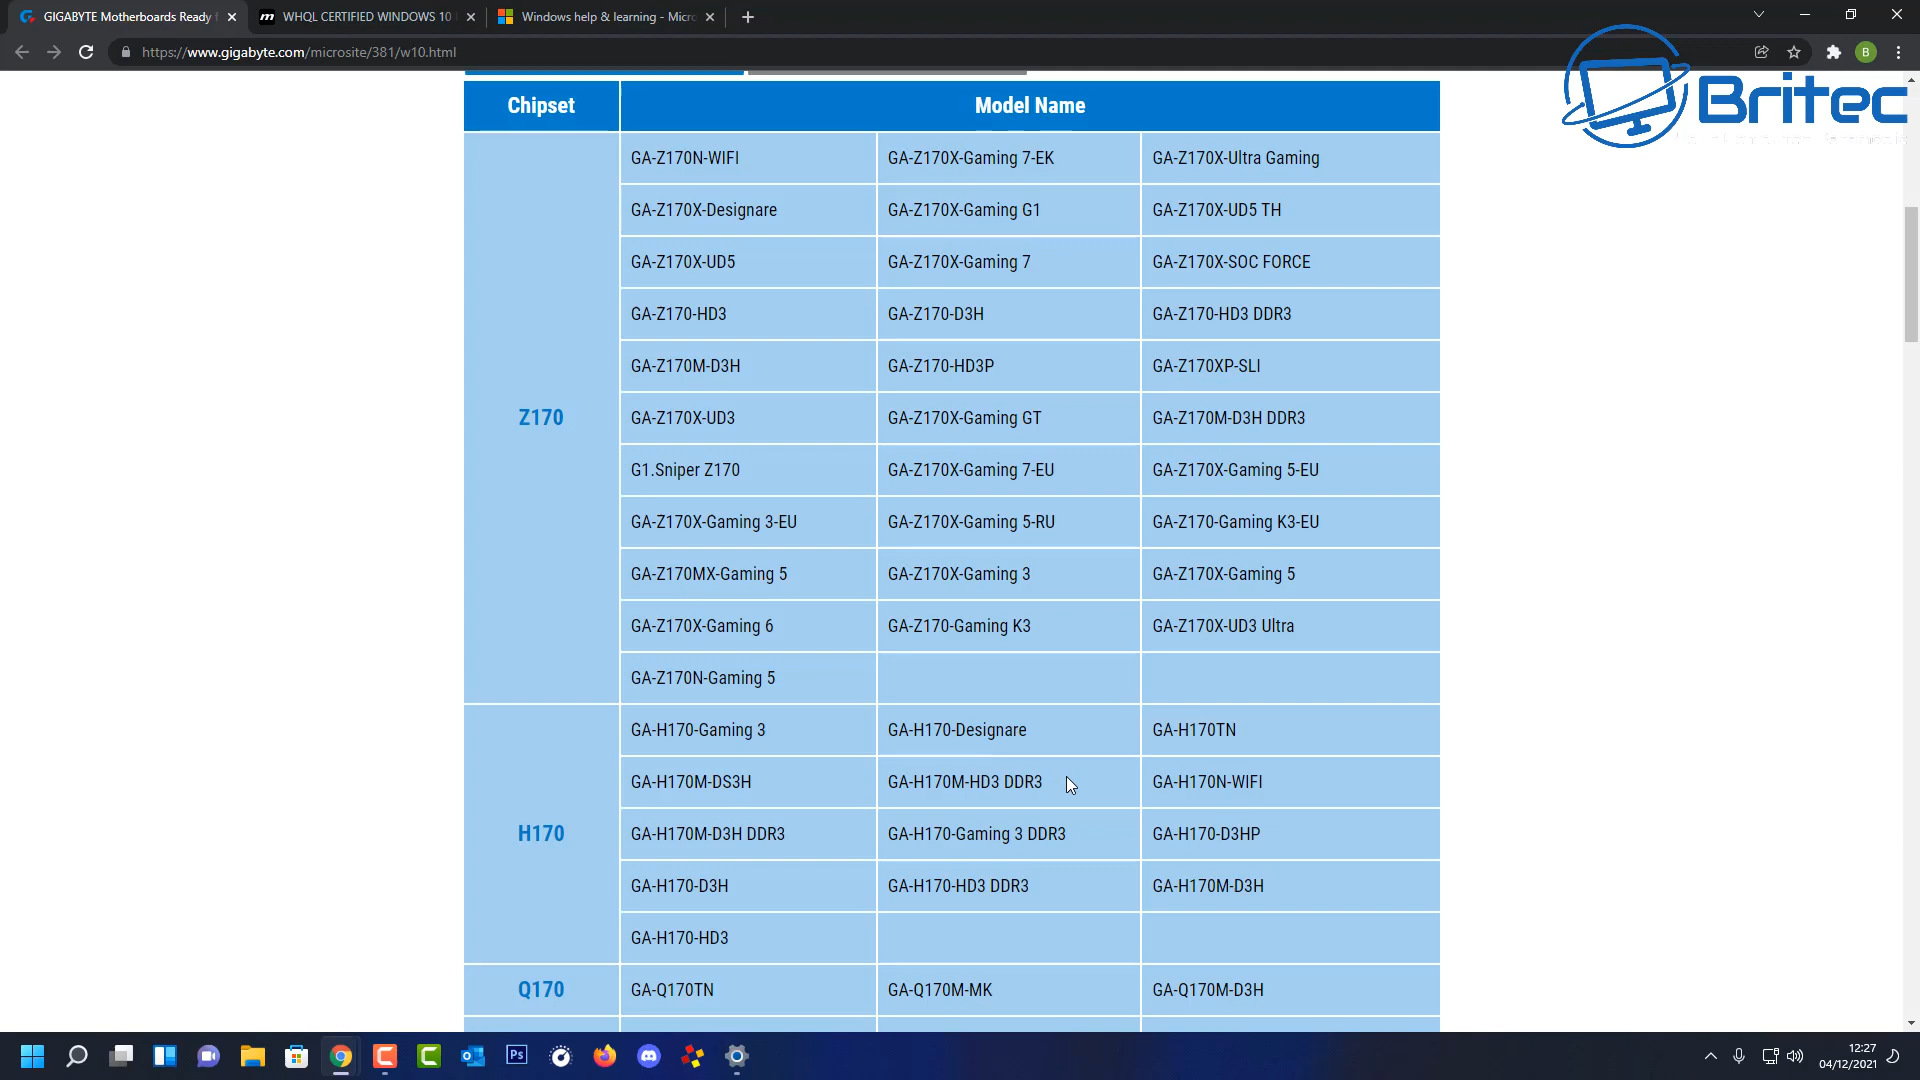 GIGABYTE Motherboards Ready
WHQL CERTIFIED WINDOWS 10
Windows help & learning - Micro
https://www.gigabyte.com/microsite/381/w10.html
B
Britec
Chipset Model Name
GA-Z170N-WIFI GA-Z170X-Gaming 7-EK GA-Z170X-Ultra Gaming
GA-Z170X-Designare GA-Z170X-Gaming G1 GA-Z170X-UD5 TH
GA-Z170X-UD5 GA-Z170X-Gaming 7 GA-Z170X-SOC FORCE
GA-Z170-HD3 GA-Z170-D3H GA-Z170-HD3 DDR3
GA-Z170M-D3H GA-Z170-HD3P GA-Z170XP-SLI
Z170 GA-Z170X-UD3 GA-Z170X-Gaming GT GA-Z170M-D3H DDR3
G1.Sniper Z170 GA-Z170X-Gaming 7-EU GA-Z170X-Gaming 5-EU
GA-Z170X-Gaming 3-EU GA-Z170X-Gaming 5-RU GA-Z170-Gaming K3-EU
GA-Z170MX-Gaming 5 GA-Z170X-Gaming 3 GA-Z170X-Gaming 5
GA-Z170X-Gaming 6 GA-Z170-Gaming K3 GA-Z170X-UD3 Ultra
GA-Z170N-Gaming 5
GA-H170-Gaming 3 GA-H170-Designare GA-H170TN
GA-H170M-DS3H GA-H170M-HD3 DDR3 GA-H170N-WIFI
H170 GA-H170M-D3H DDR3 GA-H170-Gaming 3 DDR3 GA-H170-D3HP
GA-H170-D3H GA-H170-HD3 DDR3 GA-H170M-D3H
GA-H170-HD3
Q170 GA-Q170TN GA-Q170M-MK GA-Q170M-D3H
Ps
12:27
04/12/2021